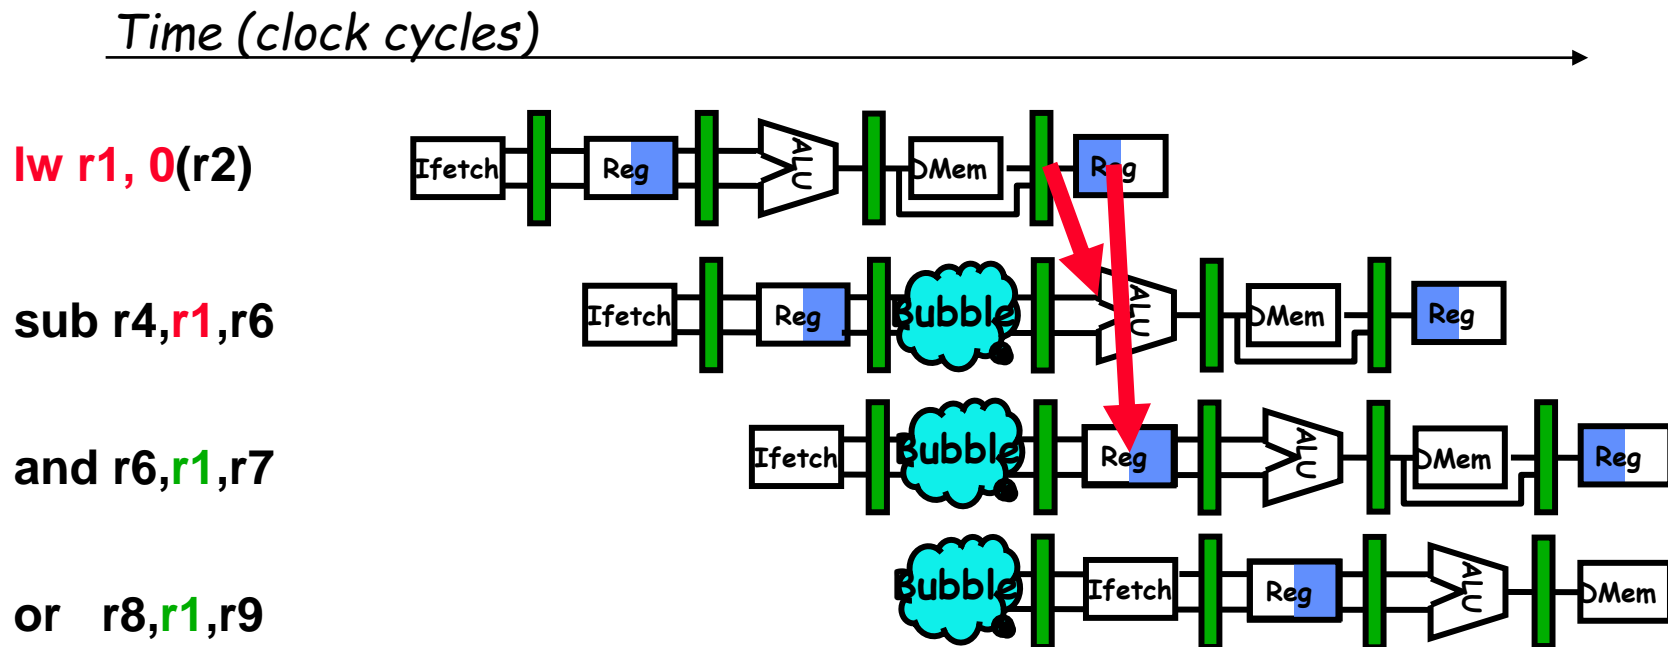 Time (clock cycles)
lw r1, 0(r2) Ifetch Reg ALU DMem Reg
sub r4,r1,r6 Ifetch Reg Bubble ALU DMem Reg
and r6,r1,r7 Ifetch Bubble Reg ALU DMem Reg
or r8,r1,r9 Bubble Ifetch Reg ALU DMem